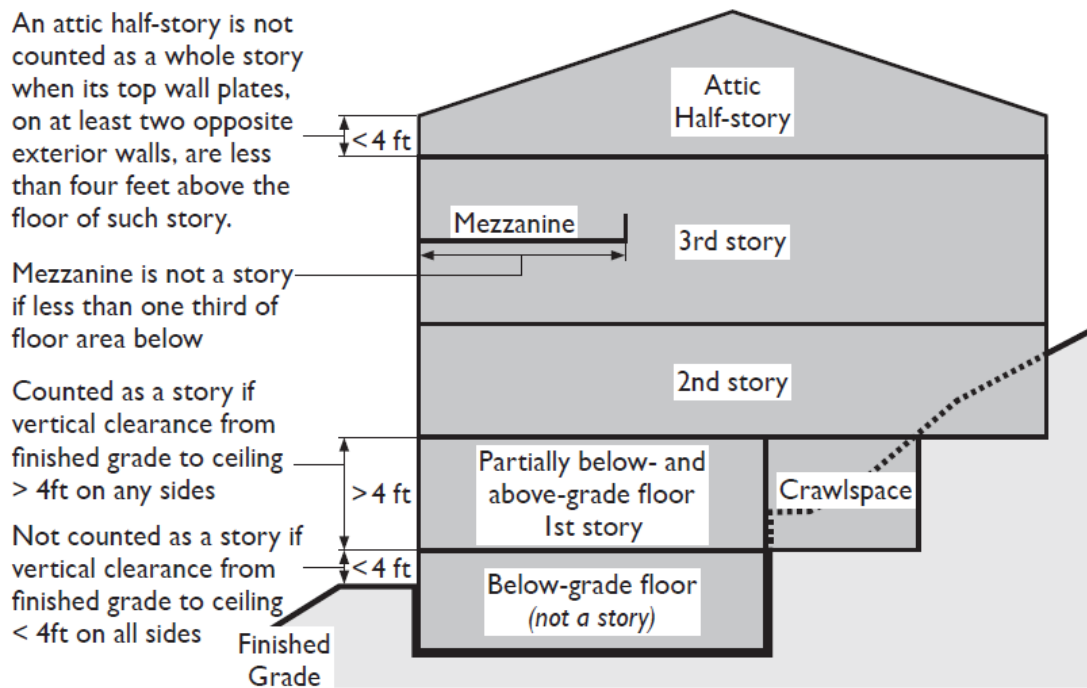 An attic half-story is not
counted as a whole story
when its top wall plates,
on at least two opposite
exterior walls, are less
than four feet above the
floor of such story.
< 4 ft
Attic
Half-story
Mezzanine
3rd story
Mezzanine is not a story
if less than one third of
floor area below
2nd story
Counted as a story if
vertical clearance from
finished grade to ceiling
> 4ft on any sides
> 4 ft
Partially below- and
above-grade floor
1st story
Crawlspace
Not counted as a story if
vertical clearance from
finished grade to ceiling
< 4ft on all sides
<4 ft
Below-grade floor
(not a story)
Finished
Grade